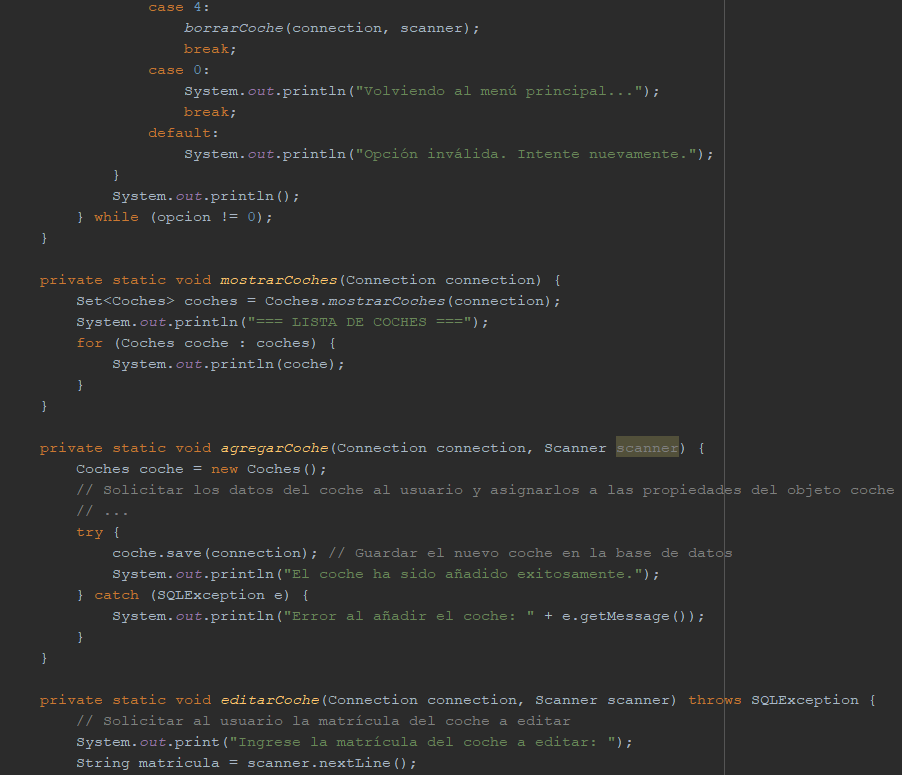 case 4:
borrarCoche(connection, scanner);
break;
case 0:
System.out.println("Volviendo al menú principal...");
break;
default:
System.out.println("Opción inválida. Intente nuevamente.");
}
System.out.println();
} while (opcion != 0);
}
private static void mostrarCoches(Connection connection) {
Set<Coches> coches = Coches.mostrarCoches(connection);
System.out.println("=== LISTA DE COCHES ===");
for (Coches coche : coches) {
System.out.println(coche);
}
}
private static void agregarCoche(Connection connection, Scanner scanner) {
Coches coche = new Coches();
// Solicitar los datos del coche al usuario y asignarlos a las propiedades del objeto coche
// ...
try {
coche.save(connection); // Guardar el nuevo coche en la base de datos
System.out.println("El coche ha sido añadido exitosamente.");
} catch (SQLException e) {
System.out.println("Error al añadir el coche: " + e.getMessage());
}
}
private static void editarCoche(Connection connection, Scanner scanner) throws SQLException {
// Solicitar al usuario la matrícula del coche a editar
System.out.print("Ingrese la matrícula del coche a editar: ");
String matricula = scanner.nextLine();